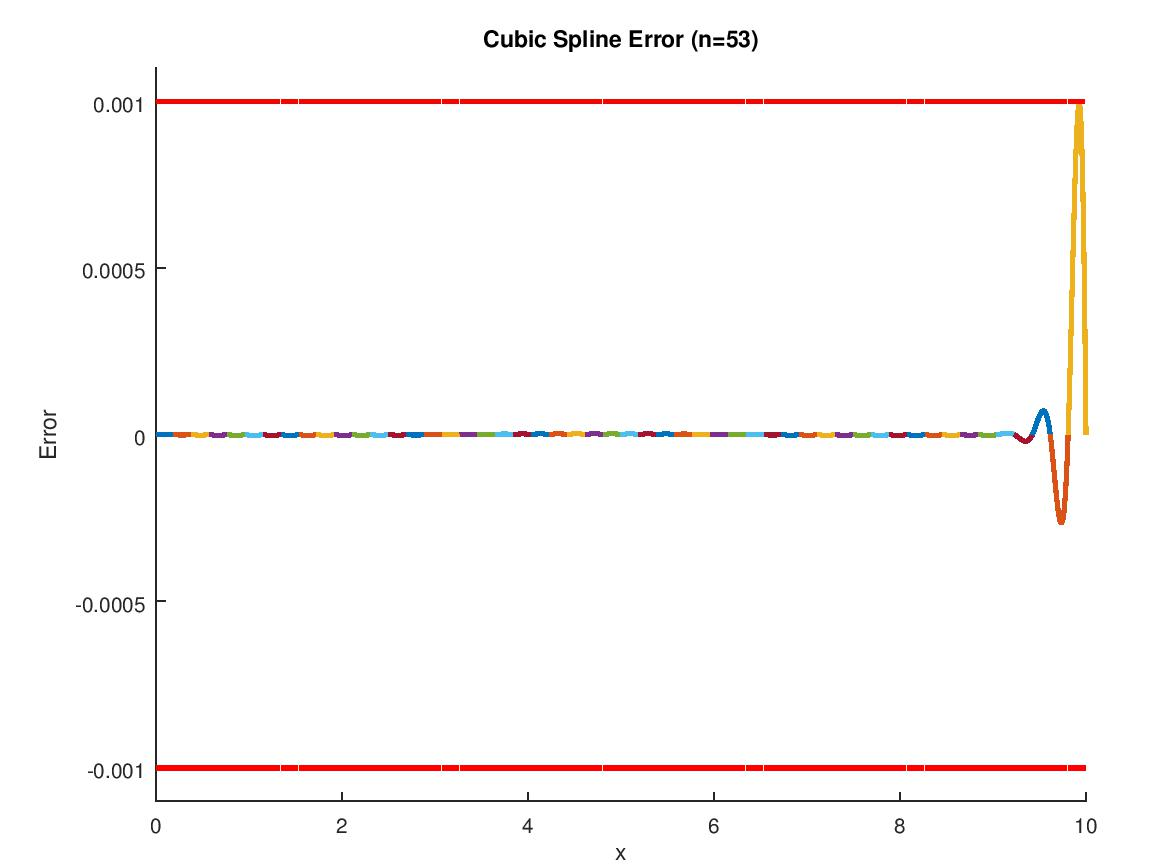 Cubic Spline Error (n=53)
0.001
0.0005
0
-0.0005
-0.001
Error
0 2 4 6 8 10
x